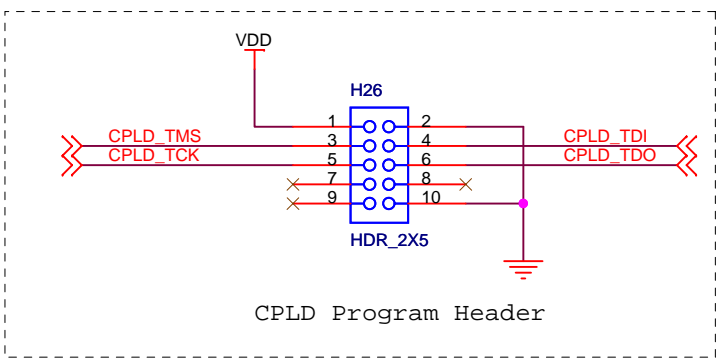 VDD
H26
1 2
CPLD_TMS 3 4 CPLD_TDI
CPLD_TCK 5 6 CPLD_TDO
7 8
9 10
HDR_2X5
CPLD Program Header